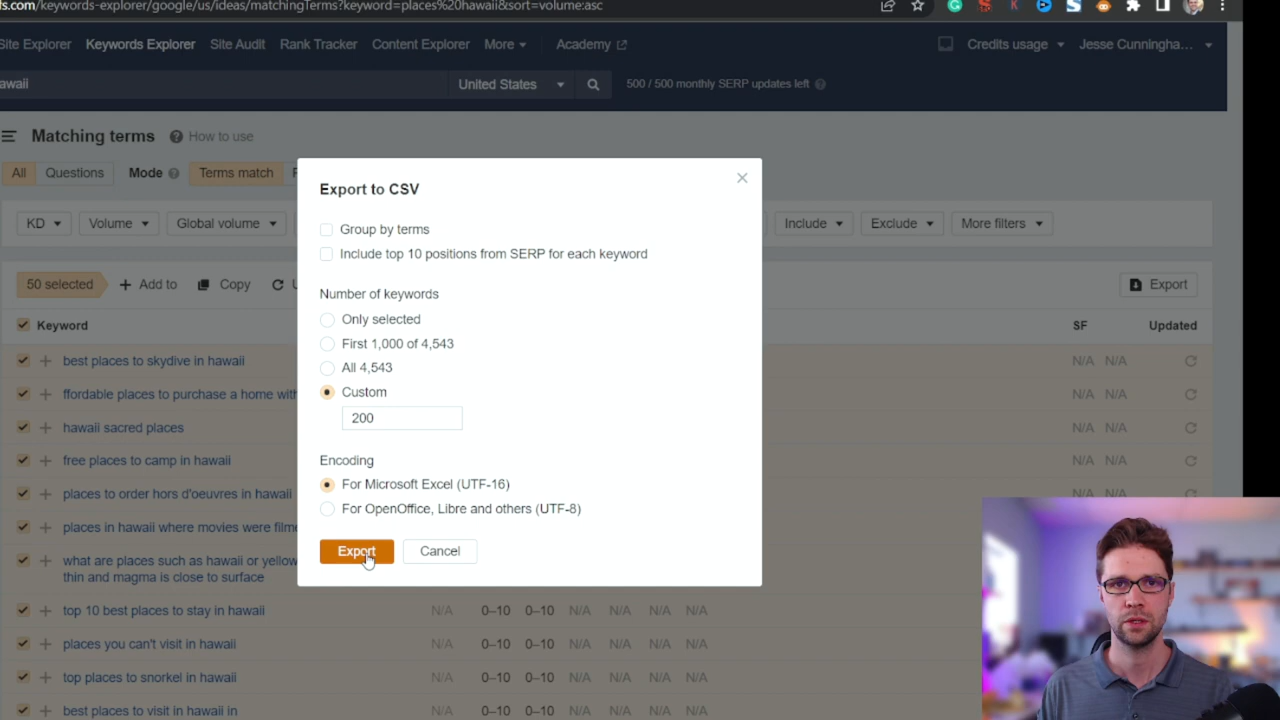 fs.com/keywords-explorer/google/us/ideas/matchingTerms?keyword=places%20hawaii&sort=volume:asc
Site Explorer Keywords Explorer Site Audit Rank Tracker Content Explorer More Academy Credits usage Jesse Cunningha...
awaii United States 500 / 500 monthly SERP updates left
Matching terms How to use
All Questions Mode Terms match
KD Volume Global volume Include Exclude More filters
50 selected Add to Copy U Export
Keyword SF Updated
best places to skydive in hawaii N/A N/A
ffordable places to purchase a home with N/A N/A
hawaii sacred places N/A N/A
free places to camp in hawaii N/A N/A
places to order hors d'oeuvres in hawaii N/A N/A
places in hawaii where movies were filme N/A N/A
what are places such as hawaii or yellow N/A N/A
thin and magma is close to surface
top 10 best places to stay in hawaii N/A 0–10 0–10 N/A N/A N/A N/A
places you can't visit in hawaii N/A 0–10 0–10 N/A N/A N/A N/A
top places to snorkel in hawaii N/A 0–10 0–10 N/A N/A N/A N/A
best places to visit in hawaii in N/A 0–10 0–10 N/A N/A N/A N/A
Export to CSV
Group by terms
Include top 10 positions from SERP for each keyword
Number of keywords
Only selected
First 1,000 of 4,543
All 4,543
Custom
200
Encoding
For Microsoft Excel (UTF-16)
For OpenOffice, Libre and others (UTF-8)
Export Cancel